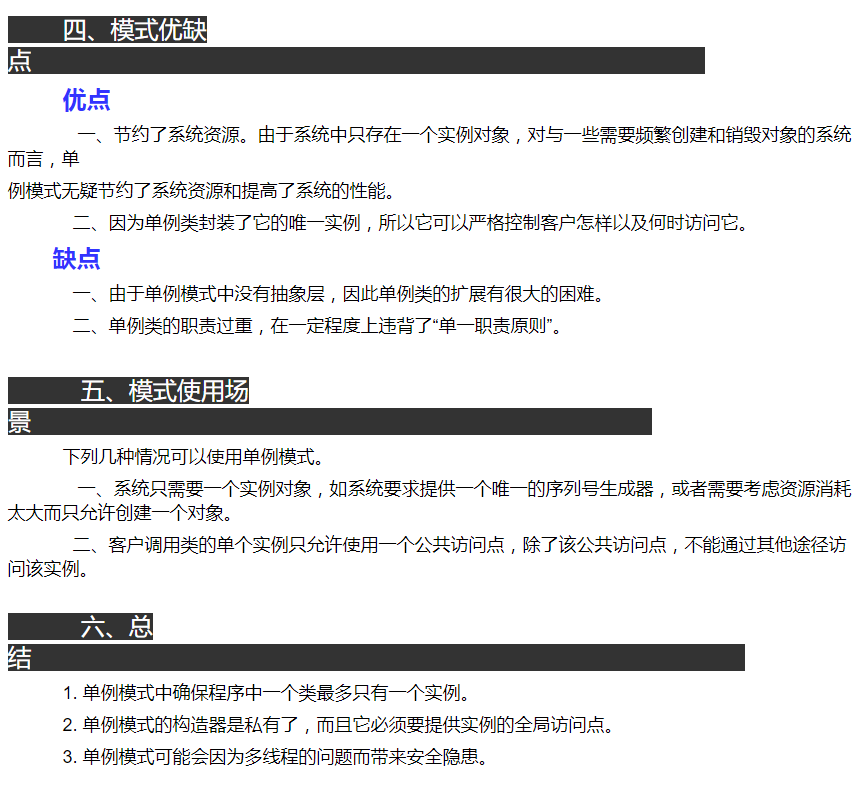 四、模式优缺
点
优点
一、节约了系统资源。由于系统中只存在一个实例对象，对与一些需要频繁创建和销毁对象的系统
而言，单
例模式无疑节约了系统资源和提高了系统的性能。
二、因为单例类封装了它的唯一实例，所以它可以严格控制客户怎样以及何时访问它。
缺点
一、由于单例模式中没有抽象层，因此单例类的扩展有很大的困难。
二、单例类的职责过重，在一定程度上违背了“单一职责原则”。
五、模式使用场
景
下列几种情况可以使用单例模式。
一、系统只需要一个实例对象，如系统要求提供一个唯一的序列号生成器，或者需要考虑资源消耗
太大而只允许创建一个对象。
二、客户调用类的单个实例只允许使用一个公共访问点，除了该公共访问点，不能通过其他途径访
问该实例。
六、总
结
1. 单例模式中确保程序中一个类最多只有一个实例。
2. 单例模式的构造器是私有了，而且它必须要提供实例的全局访问点。
3. 单例模式可能会因为多线程的问题而带来安全隐患。